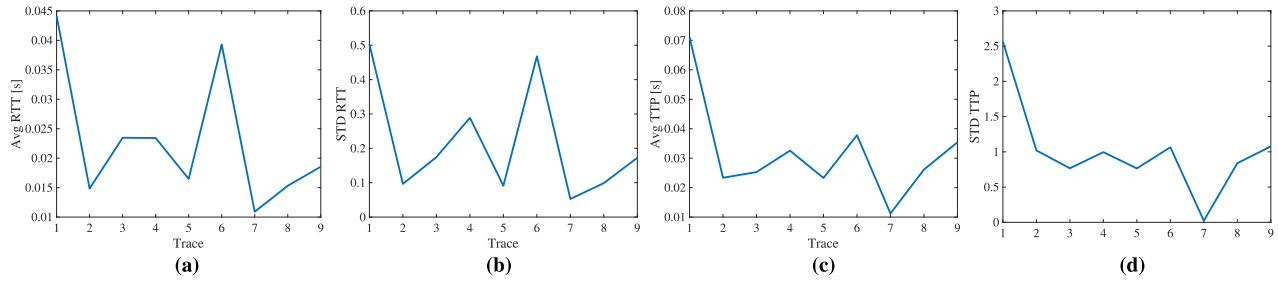 0.045
0.04
0.035
0.03
0.025
0.02
0.015
0.01
Avg RTT [s]
1 2 3 4 5 6 7 8 9
Trace
(a)
0.6
0.5
0.4
0.3
0.2
0.1
0
STD RTT
1 2 3 4 5 6 7 8 9
Trace
(b)
0.08
0.07
0.06
0.05
0.04
0.03
0.02
0.01
Avg TTP [s]
1 2 3 4 5 6 7 8 9
Trace
(c)
3
2.5
2
1.5
1
0.5
0
STD TTP
1 2 3 4 5 6 7 8 9
(d)